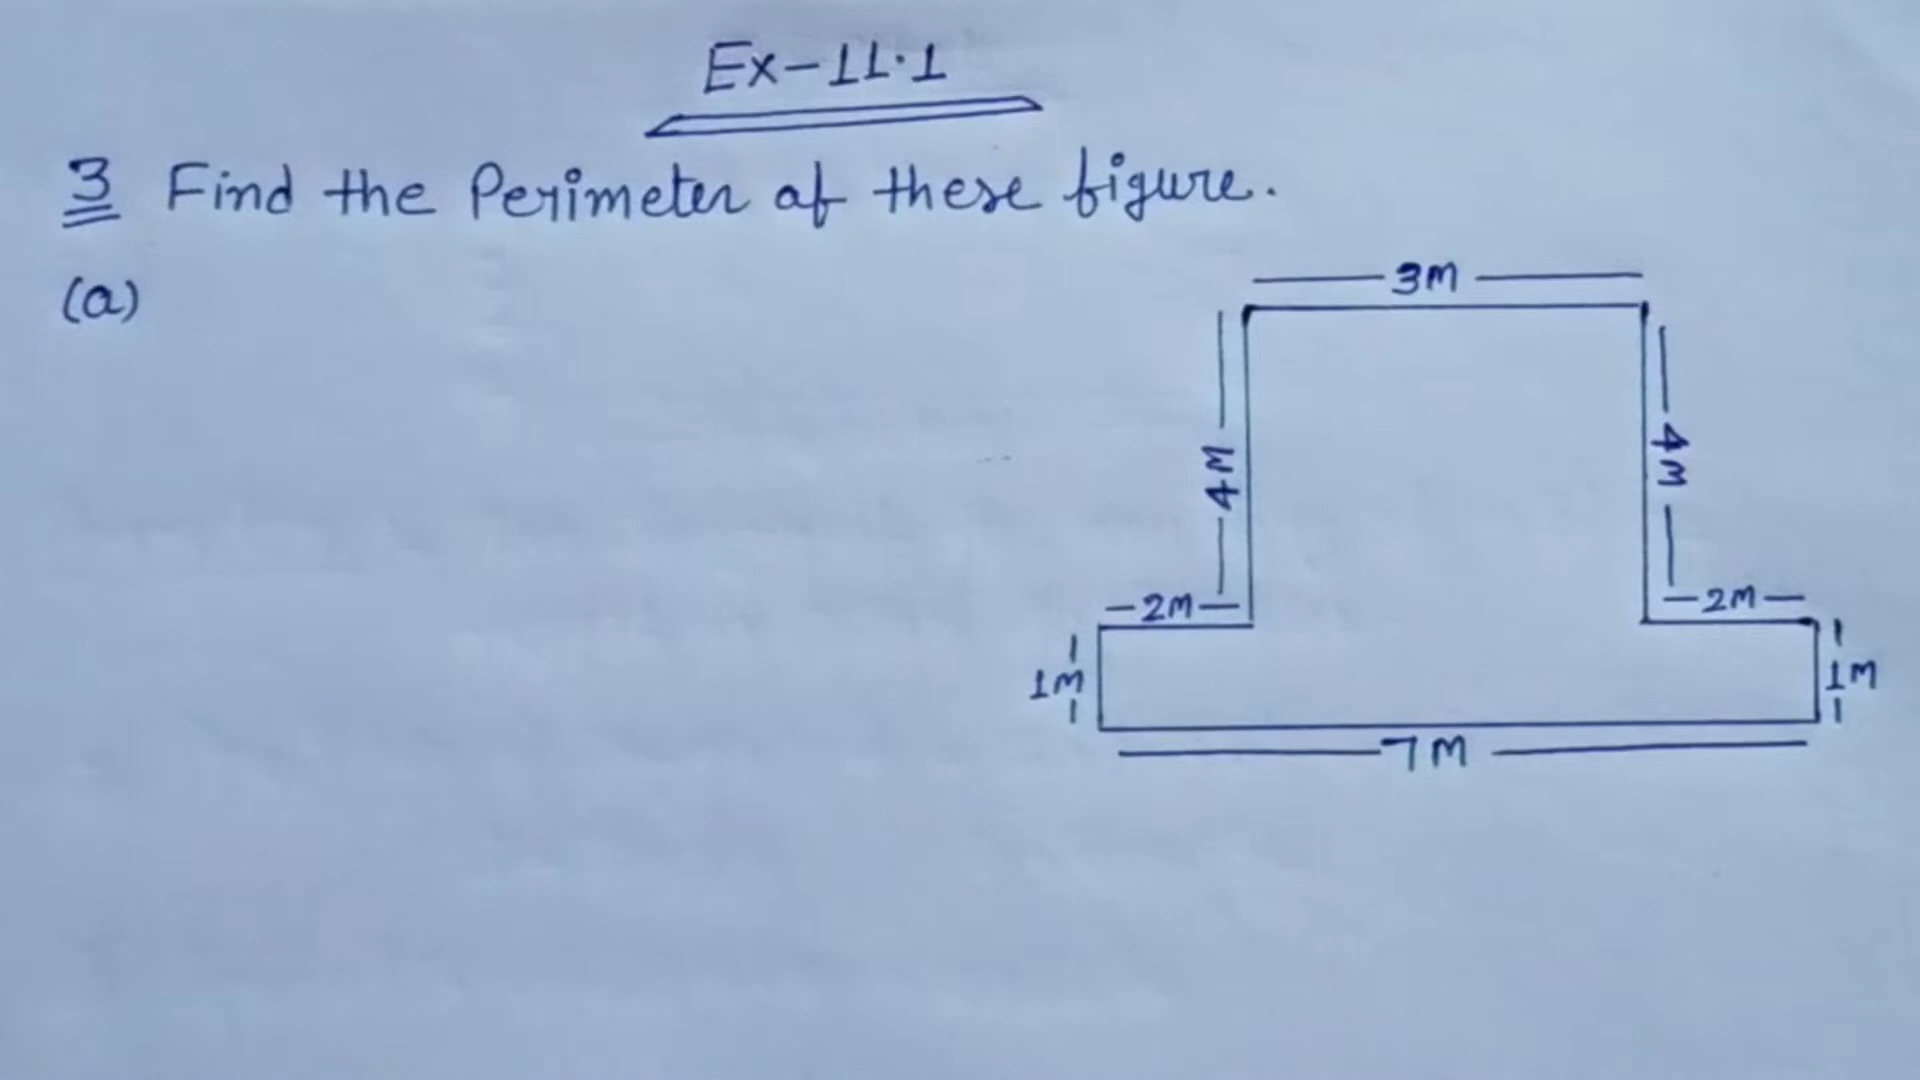 Ex-11.1
3 Find the Perimeter of these figure.
(a)
3M
4M
4M
2M
2M
1M
1M
7M